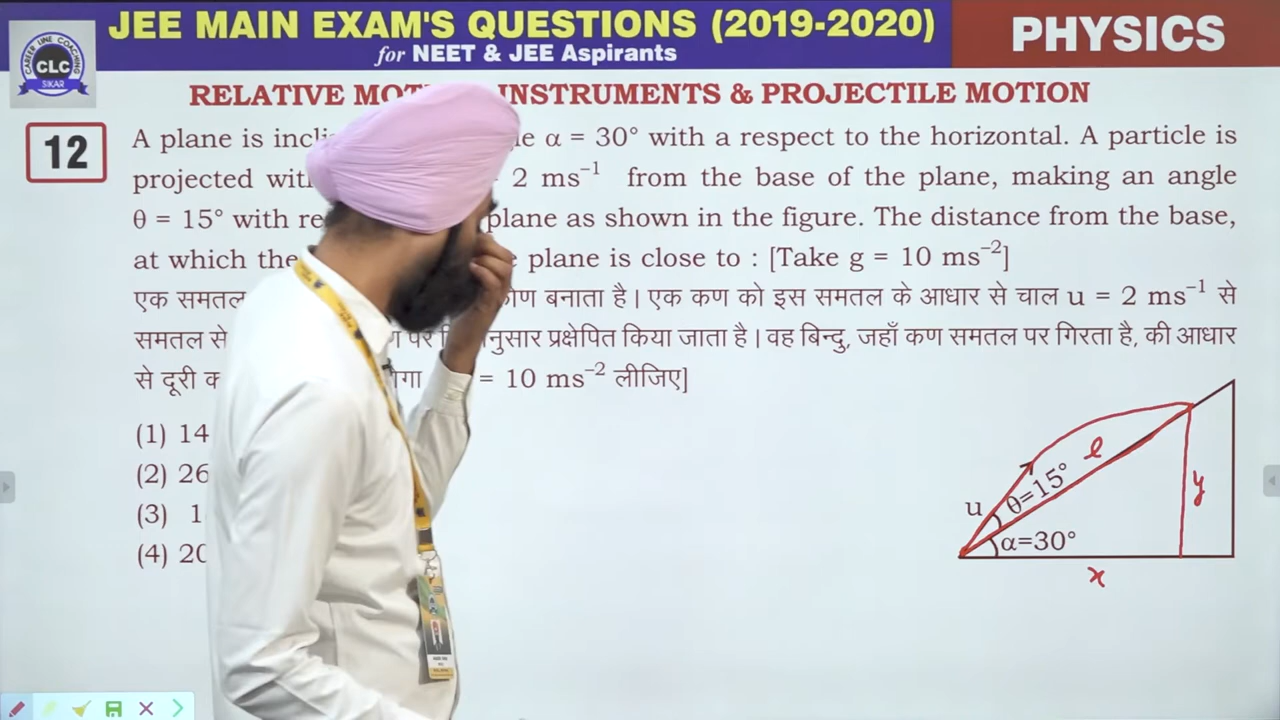 JEE MAIN EXAM'S QUESTIONS (2019-2020)
for NEET & JEE Aspirants
PHYSICS
CAREER LINE COACHING
CLC
SIKAR
RELATIVE INSTRUMENTS & PROJECTILE MOTION
12
A plane is α = 30° with a respect to the horizontal. A particle is
projected 2 ms⁻¹ from the base of the plane, making an angle
θ = 15° with plane as shown in the figure. The distance from the base,
at which the plane is close to : [Take g = 10 ms⁻²]
एक समतल बनाता है। एक कण को इस समतल के आधार से चाल u = 2 ms⁻¹ से
समतल से पर प्रक्षेपित किया जाता है। वह बिन्दु, जहाँ कण समतल पर गिरता है, की आधार
से दूरी = 10 ms⁻² लीजिए]
(1) 14
(2) 26
(3) 1
(4) 20
u
θ=15°
α=30°
l
y
x